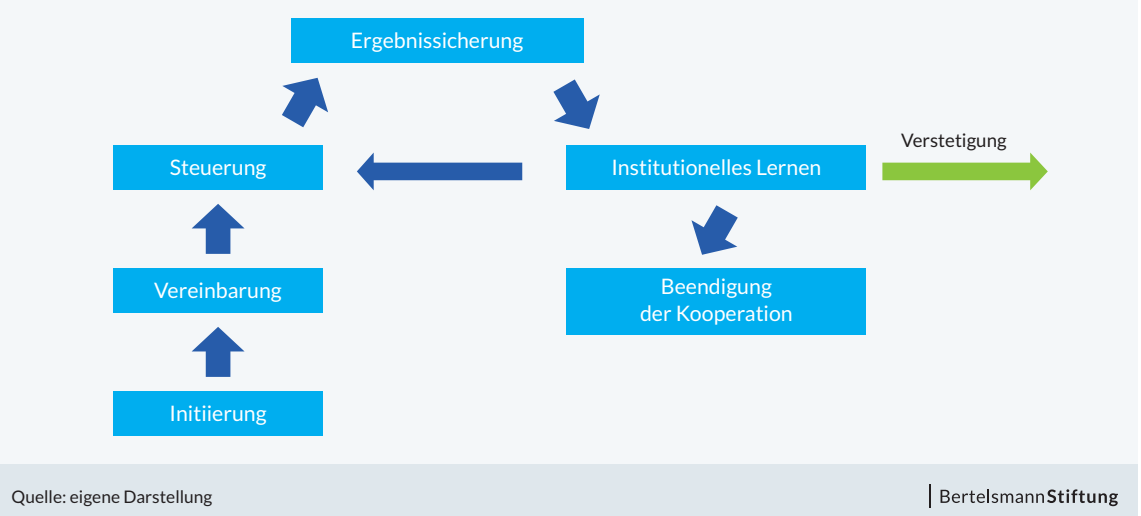 Ergebnissicherung
Verstetigung
Steuerung
Institutionelles Lernen
Vereinbarung
Beendigung
der Kooperation
Initiierung
Quelle: eigene Darstellung
BertelsmannStiftung